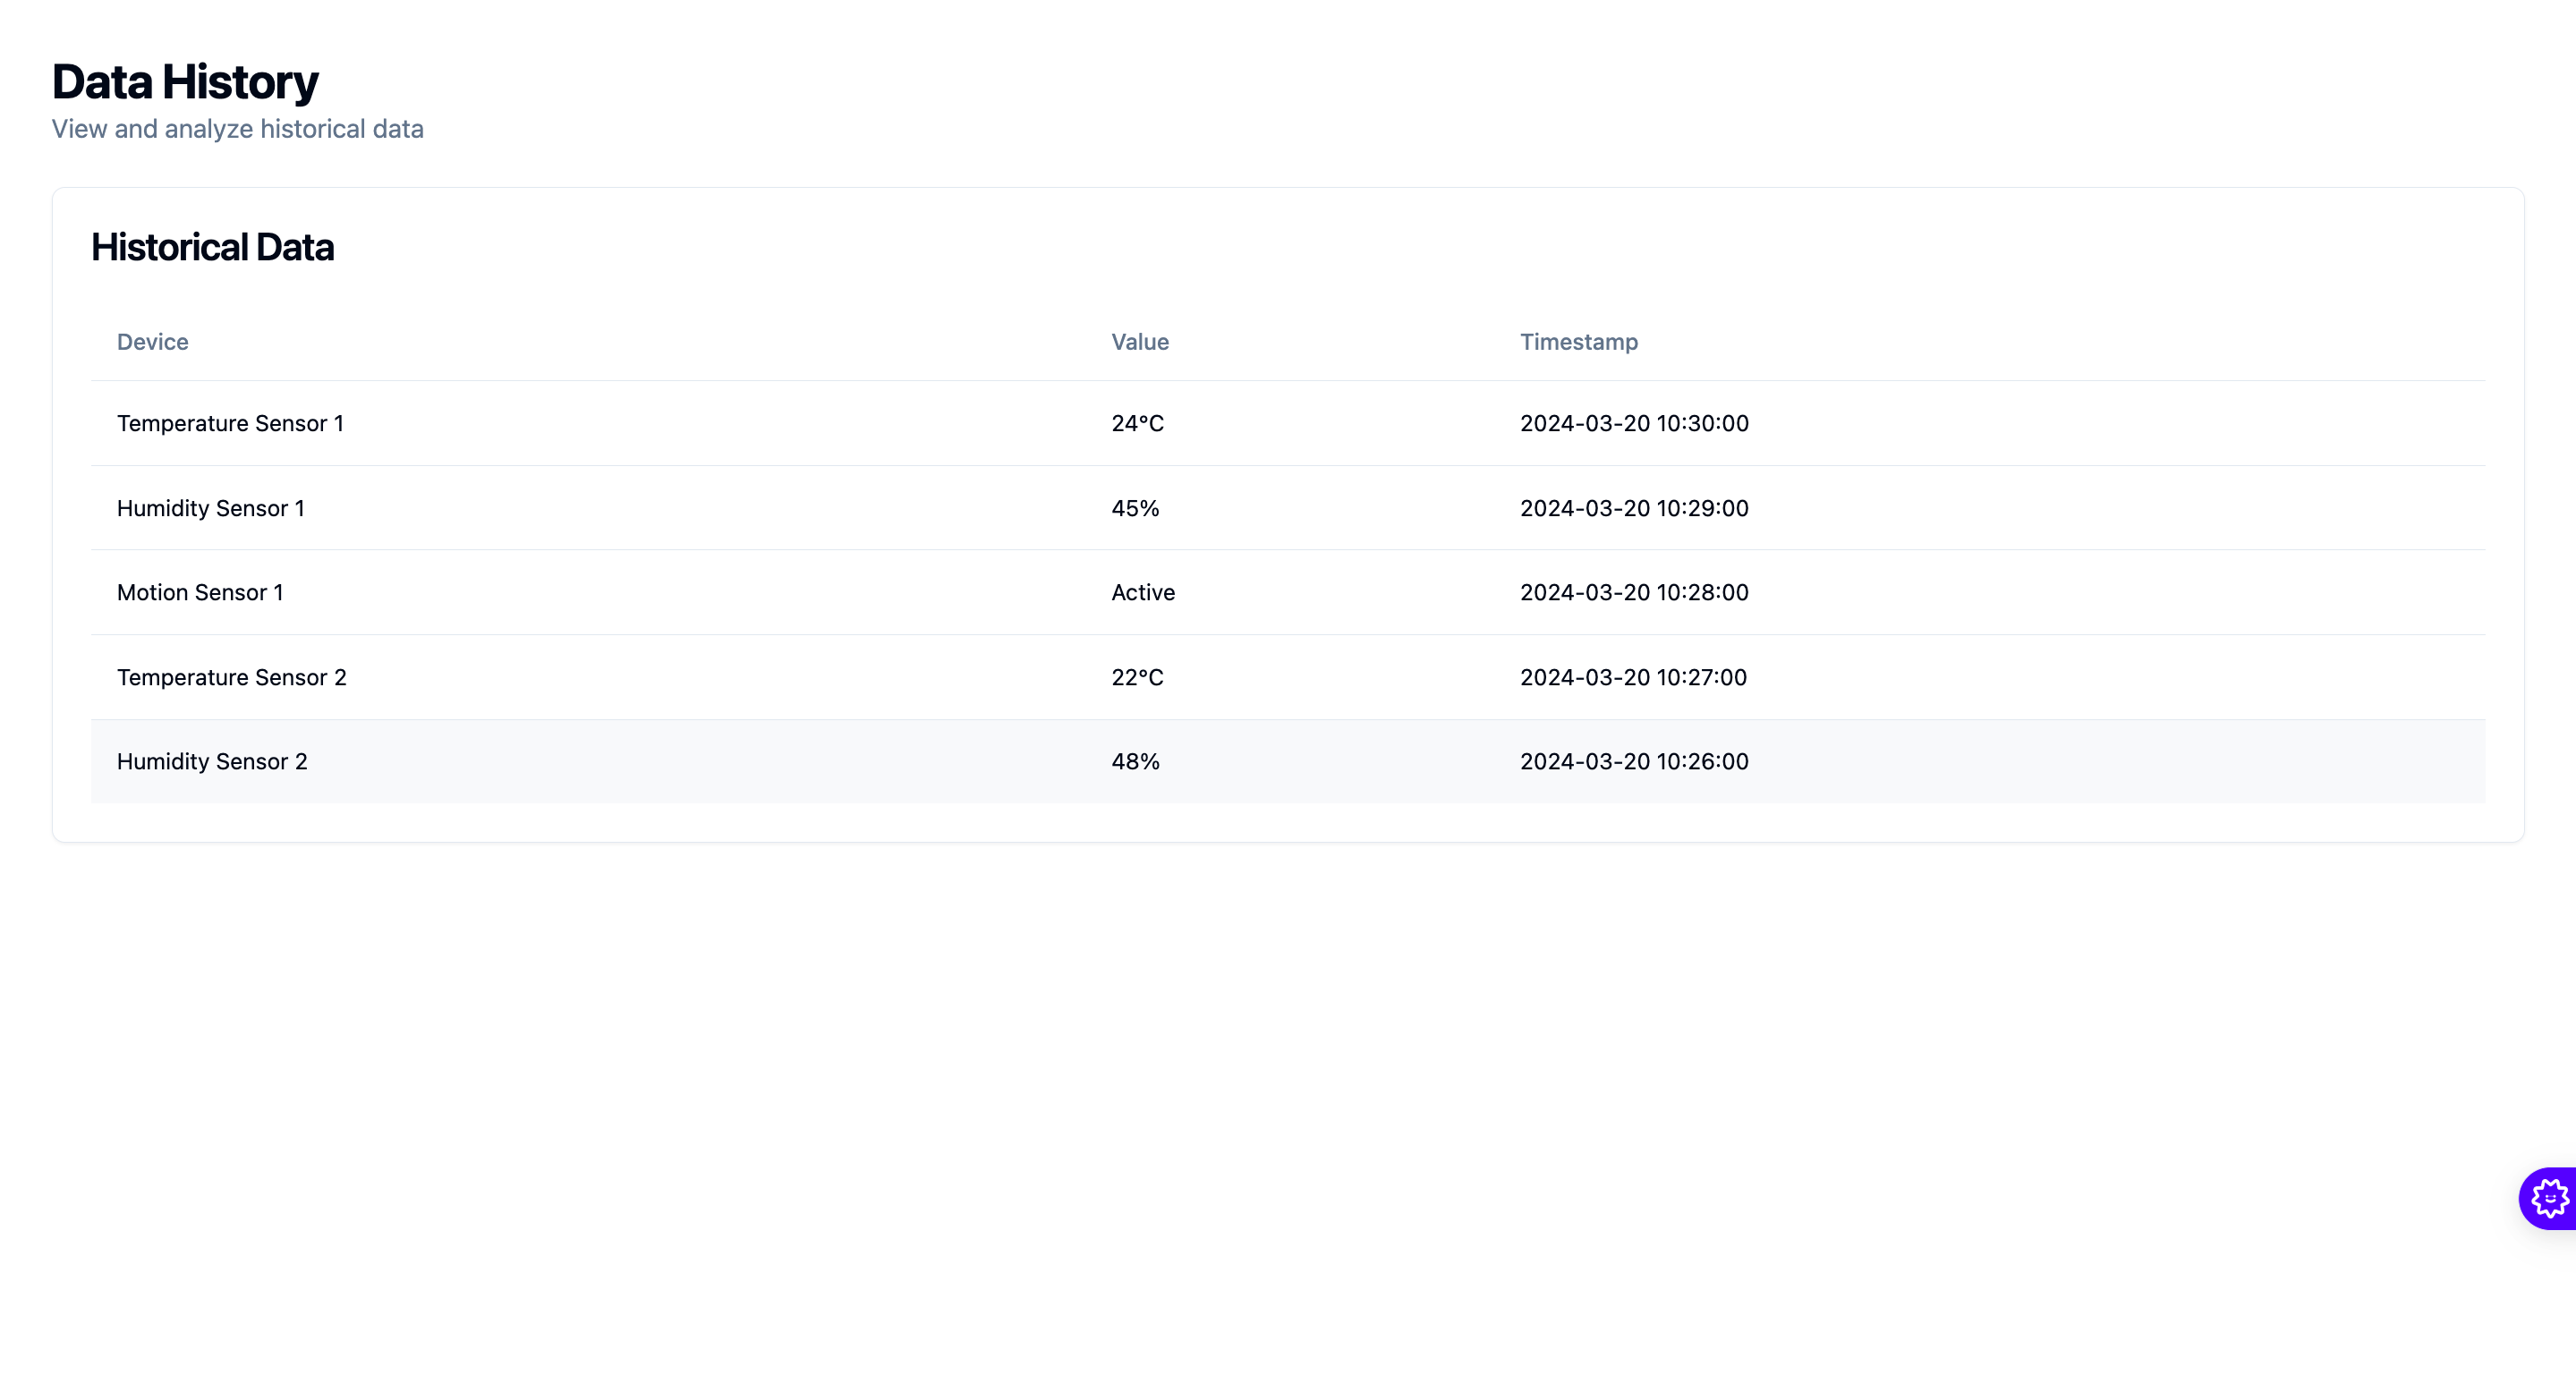 Data History
View and analyze historical data
Historical Data
Device Value Timestamp
Temperature Sensor 1 24°C 2024-03-20 10:30:00
Humidity Sensor 1 45% 2024-03-20 10:29:00
Motion Sensor 1 Active 2024-03-20 10:28:00
Temperature Sensor 2 22°C 2024-03-20 10:27:00
Humidity Sensor 2 48% 2024-03-20 10:26:00